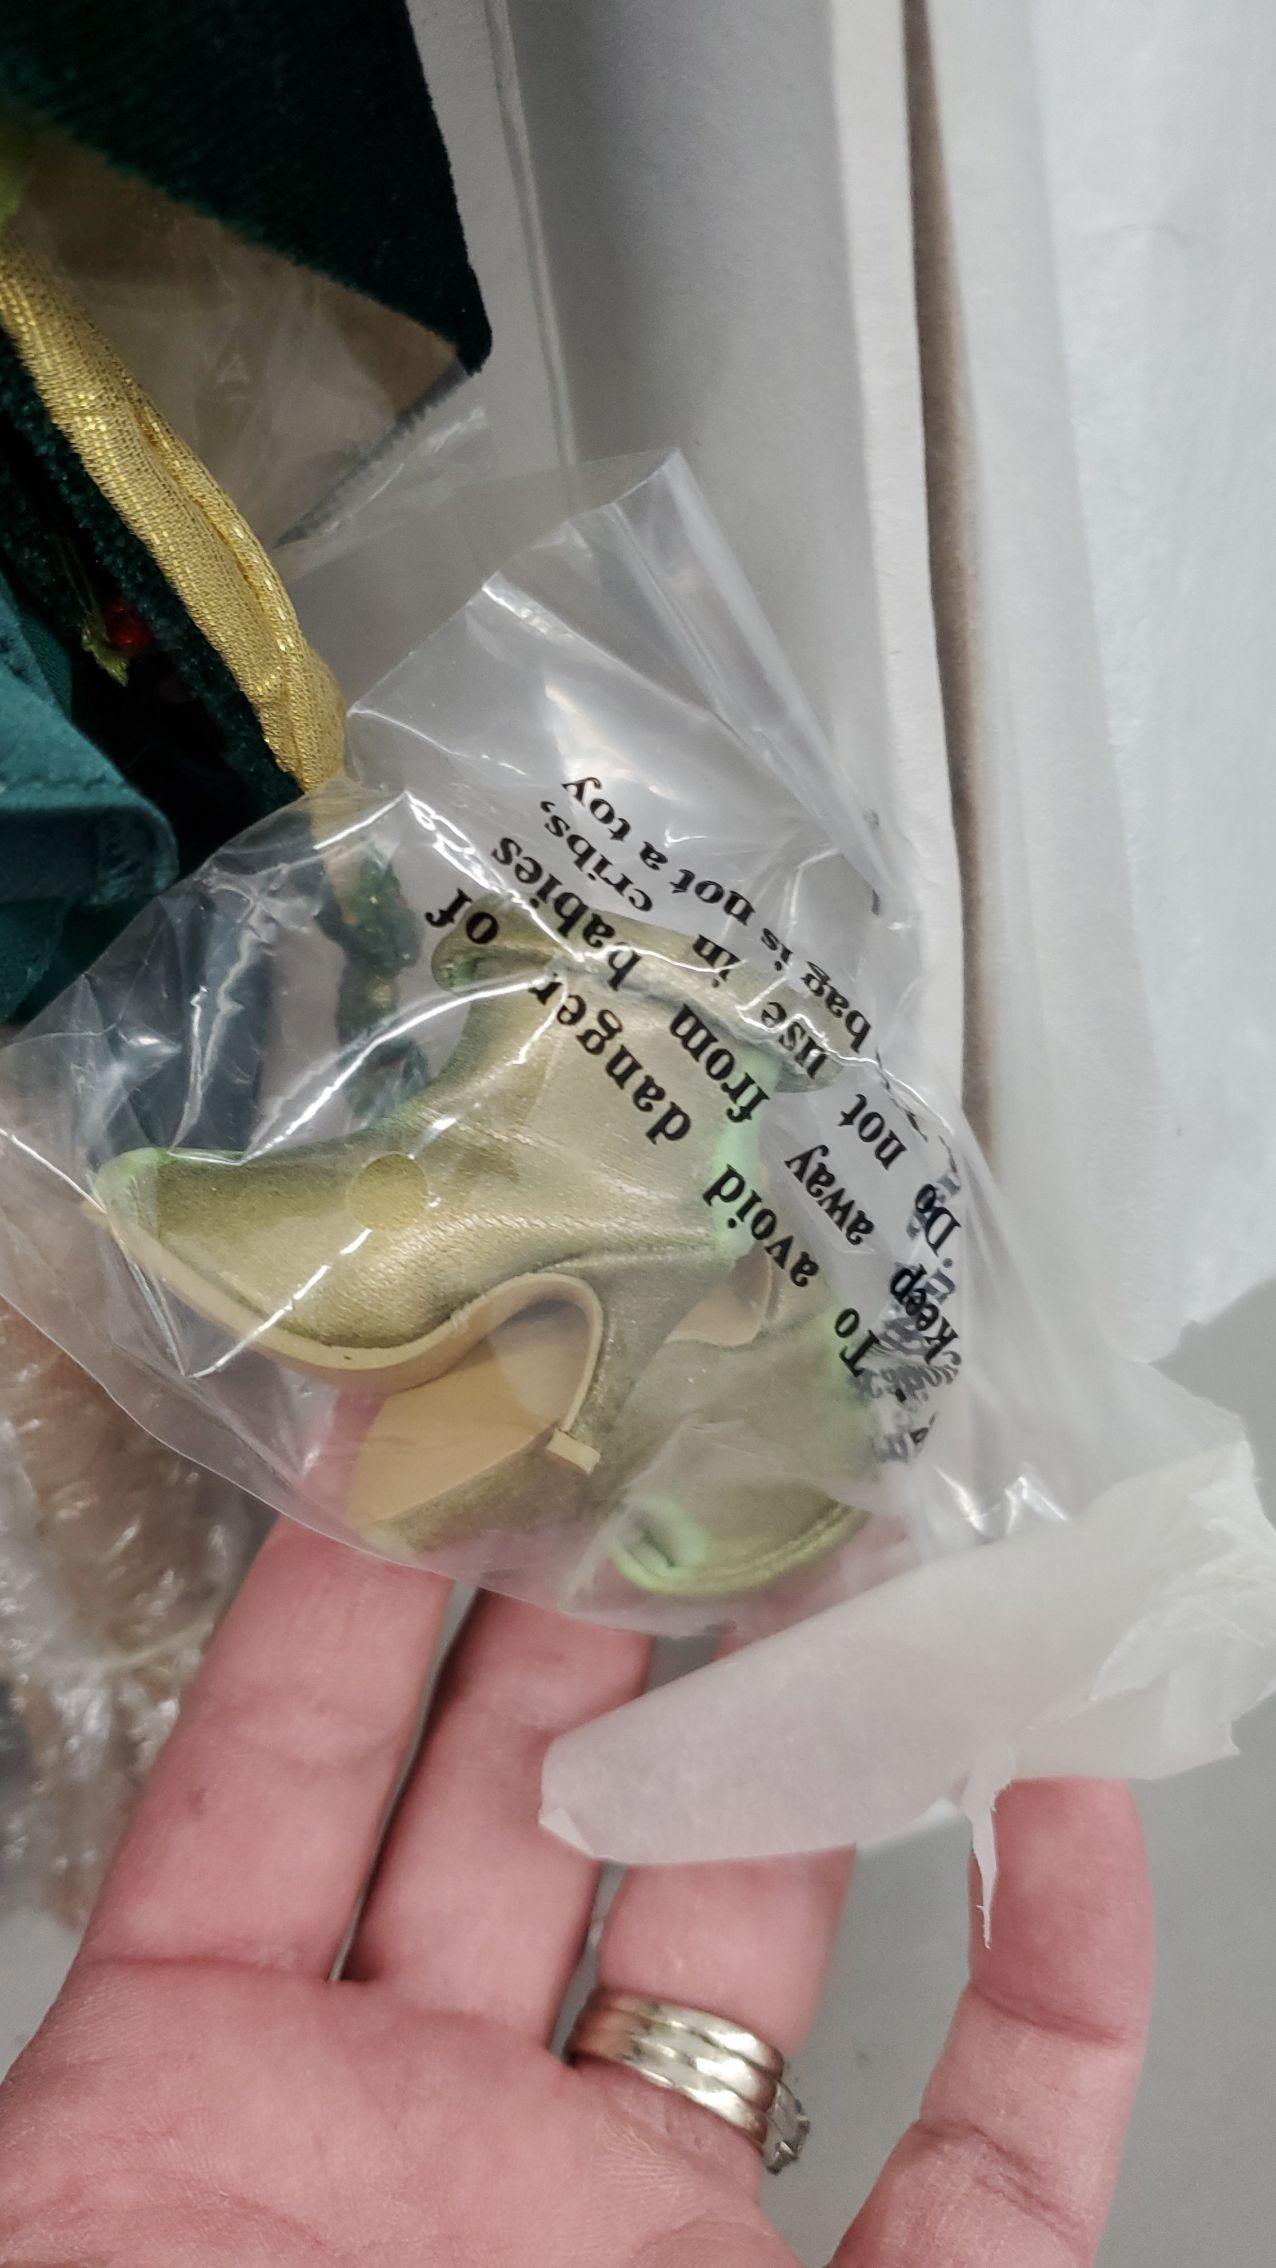 To avoid danger of
keep away from babies
Do not use in cribs,
bag is not a toy